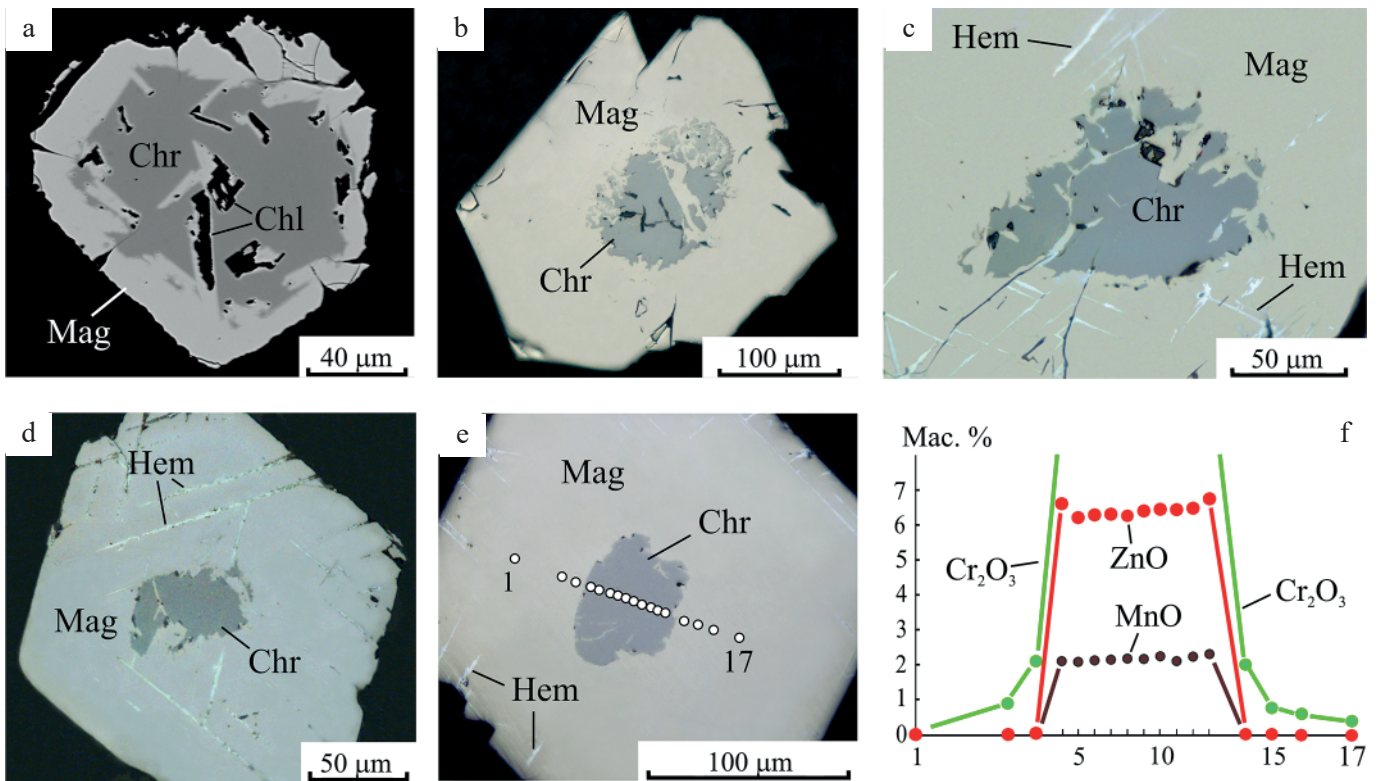 a
Chr
Chl
Mag
40 µm
b
Mag
Chr
100 µm
c
Hem
Mag
Chr
Hem
50 µm
d
Hem
Mag
Chr
50 µm
e
Mag
Chr
1
17
Hem
100 µm
f
Mac. %
7
6
5
4
3
2
1
0
Cr₂O₃
ZnO
MnO
Cr₂O₃
1 5 10 15 17